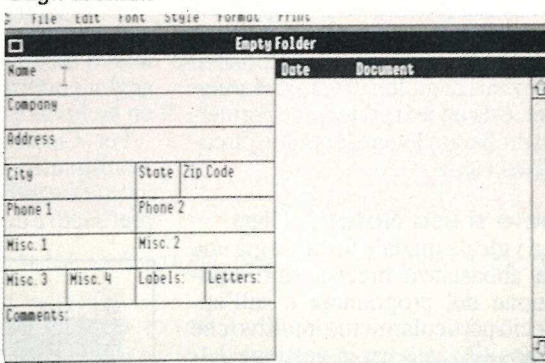 File Edit Font Style Format Print
Empty Folder
Name
Date Document
Company
Address
City State Zip Code
Phone 1 Phone 2
Misc. 1 Misc. 2
Misc. 3 Misc. 4 Labels: Letters:
Comments: